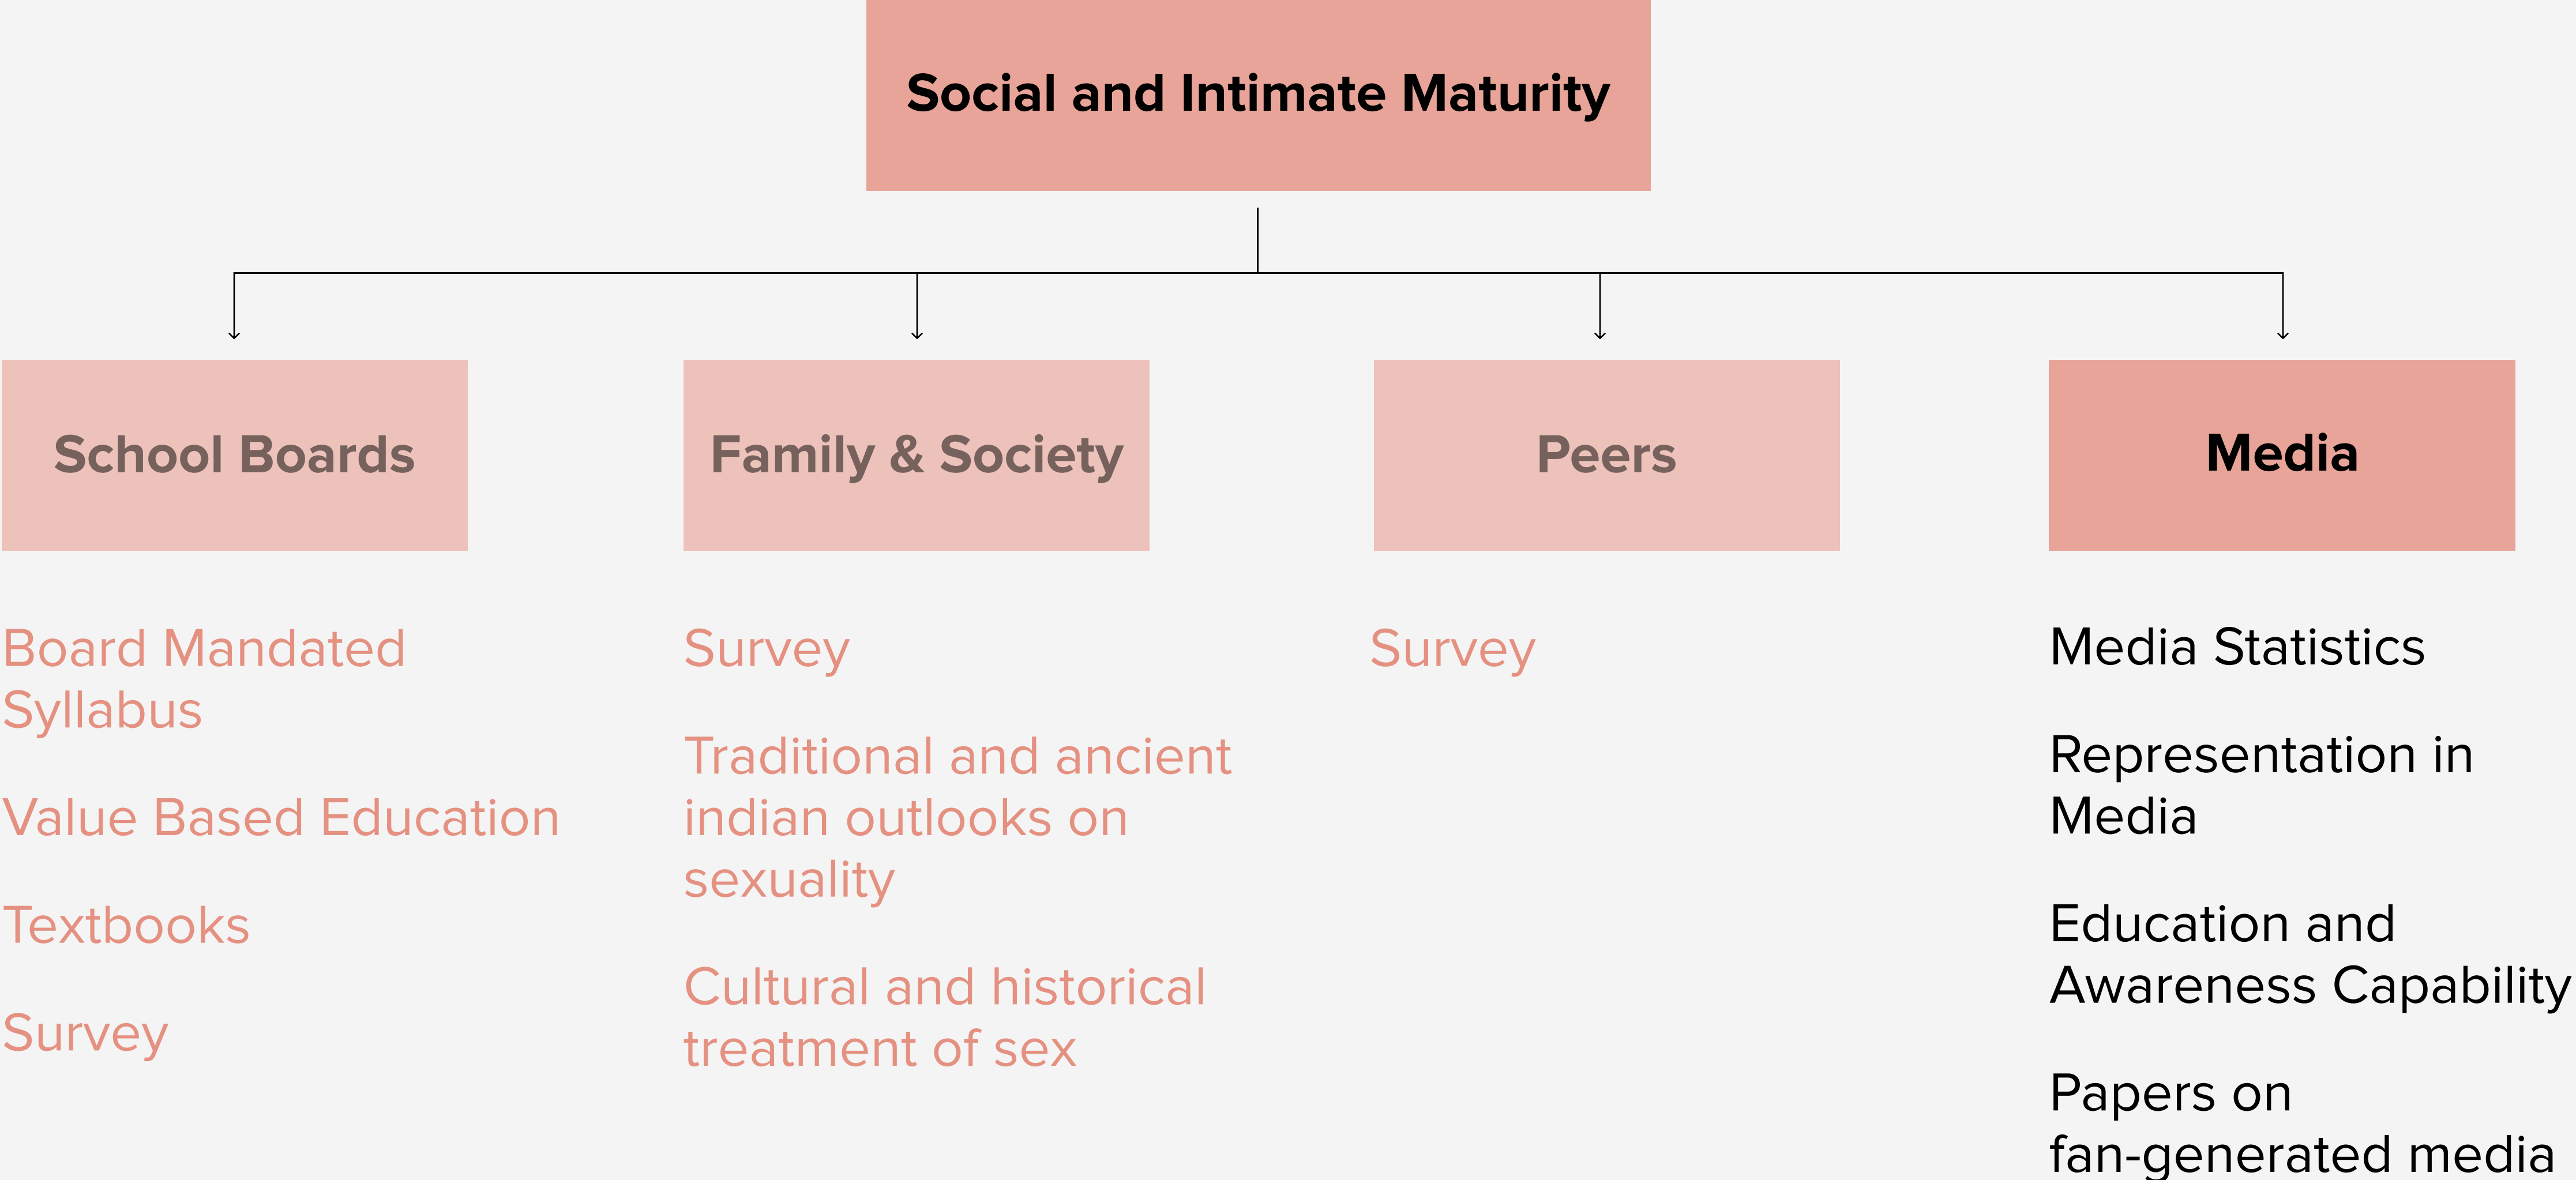 Social and Intimate Maturity
School Boards
Family & Society
Peers
Media
Board Mandated
Syllabus
Value Based Education
Textbooks
Survey
Survey
Traditional and ancient
indian outlooks on
sexuality
Cultural and historical
treatment of sex
Survey
Media Statistics
Representation in
Media
Education and
Awareness Capability
Papers on
fan-generated media